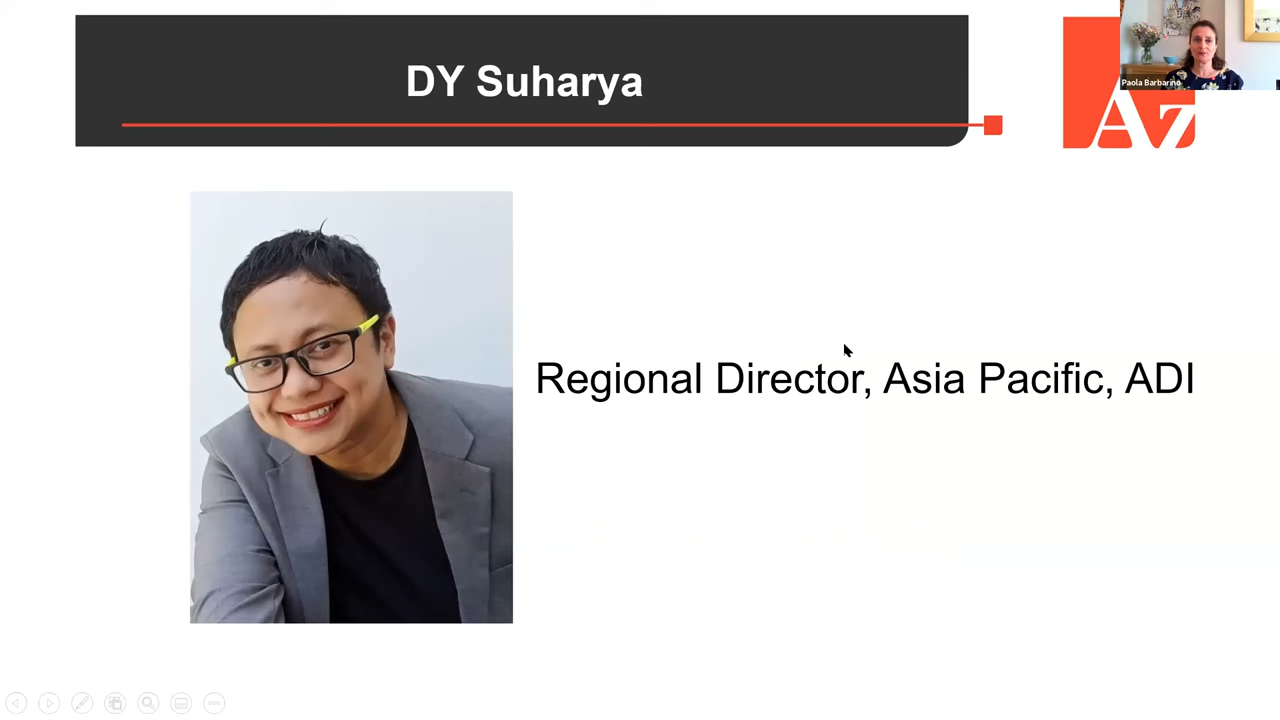 DY Suharya
Paola Barbarino
Az
Regional Director, Asia Pacific, ADI